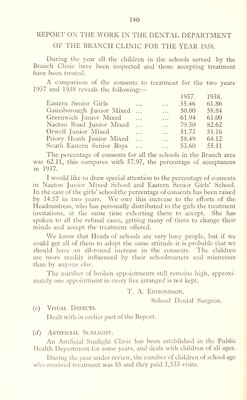 140
REPORT ON THE WORK IN THE DENTAL DEPARTMENT
OF THE BRANCH CLINIC FOR THE YEAR 1938.
During the year all the children in the schools served by the
Branch Clinic have been inspected and those accepting treatment
have been treated.
A comparison of the consents to treatment for the two years
1937 and 1938 reveals the following:—
1937. 1938.
Eastern Senior Girls ... ... 55.46 61.86
Gainsborough Junior Mixed ... ... 50.00 58.84
Greenwich Junior Mixed ... ... 61.94 61.00
Nacton Road Junior Mixed ... ... 79.50 82.62
Orwell Junior Mixed ... ... 51.73 51.16
Priory Heath Junior Mixed ... ... 58.49 64.12
South Eastern Senior Boys ... ... 53.60 55.11
The percentage of consents for all the schools in the Branch area
was 62.11, this compares with 57.97, the percentage of acceptances
in 1937.
I would like to draw special attention to the percentage of consents
in Nacton Junior Mixed School and Eastern Senior Girls' School.
In the case of the girls' school the percentage of consents has been raised
by 14.57 in two years. We owe this increase to the efforts of the
Headmistress, who has personally distributed to the girls the treatment
invitations, at the same time exhorting them to accept. She has
spoken to all the refusal cases, getting many of them to change their
minds and accept the treatment offered.
We know that Heads of schools are very busy people, but if we
could get all of them to adopt the same attitude it is probable that we
should have an all-round increase in the consents. The children
are more readily influenced by their schoolmasters and mistresses
than by anyone else.
The number of broken appointments still remains high, approxi-
mately one appointment in every five arranged is not kept.
T. A. EDMONDSON,
School Dental Surgeon.
(c) VISUAL DEFECTS.
Dealt with in earlier part of the Report.
(d) ARTIFICIAL SUNLIGHT.
An Artificial Sunlight Clinic has been established in the Public
Health Department for some years, and deals with children of all ages.
During the year under review, the number of children of school age
who received treatment was 85 and they paid 1,533 visits.